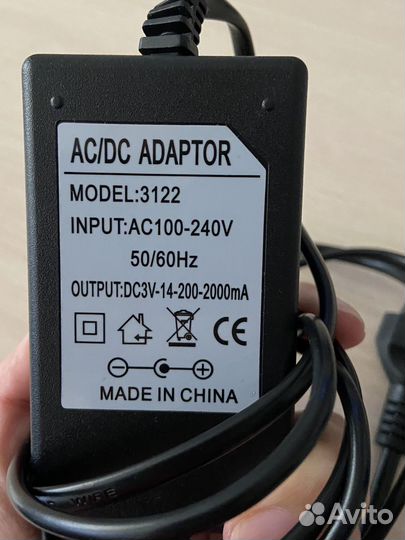 AC/DC ADAPTOR
MODEL:3122
INPUT:AC100-240V
50/60Hz
OUTPUT:DC3V-14-200-2000mA
CE
MADE IN CHINA
Avito